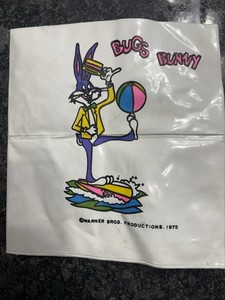 BUGS
BUNNY
©WARNER BROS. PRODUCTIONS. 1975